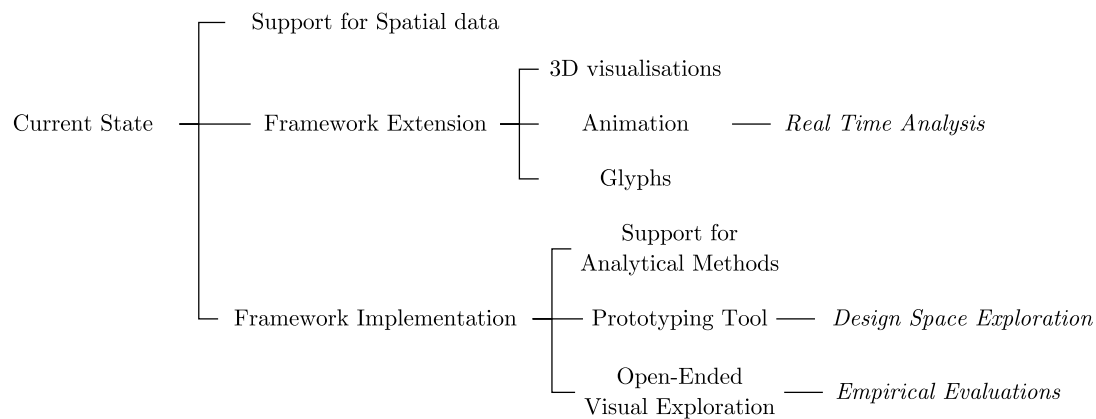 Support for Spatial data
3D visualisations
Current State
Framework Extension
Animation
Real Time Analysis
Glyphs
Support for
Analytical Methods
Framework Implementation
Prototyping Tool
Design Space Exploration
Open-Ended
Visual Exploration
Empirical Evaluations